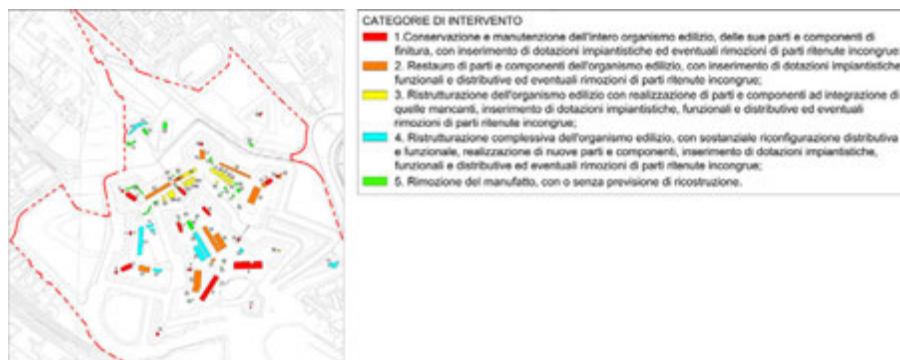 CATEGORIE DI INTERVENTO
1.Conservazione e manutenzione dell'intero organismo edilizio, delle sue parti e componenti di
finitura, con inserimento di dotazioni impiantistiche ed eventuali rimozioni di parti ritenute incongrue;
2. Restauro di parti e componenti dell'organismo edilizio, con inserimento di dotazioni impiantistiche
funzionali e distributive ed eventuali rimozioni di parti ritenute incongrue;
3. Ristrutturazione dell'organismo edilizio con realizzazione di parti e componenti ad integrazione di
quelle mancanti, inserimento di dotazioni impiantistiche, funzionali e distributive ed eventuali
rimozioni di parti ritenute incongrue;
4. Ristrutturazione complessiva dell'organismo edilizio, con sostanziale riconfigurazione distributiva
e funzionale, realizzazione di nuove parti e componenti, inserimento di dotazioni impiantistiche,
funzionali e distributive ed eventuali rimozioni di parti ritenute incongrue;
5. Rimozione del manufatto, con o senza previsione di ricostruzione.